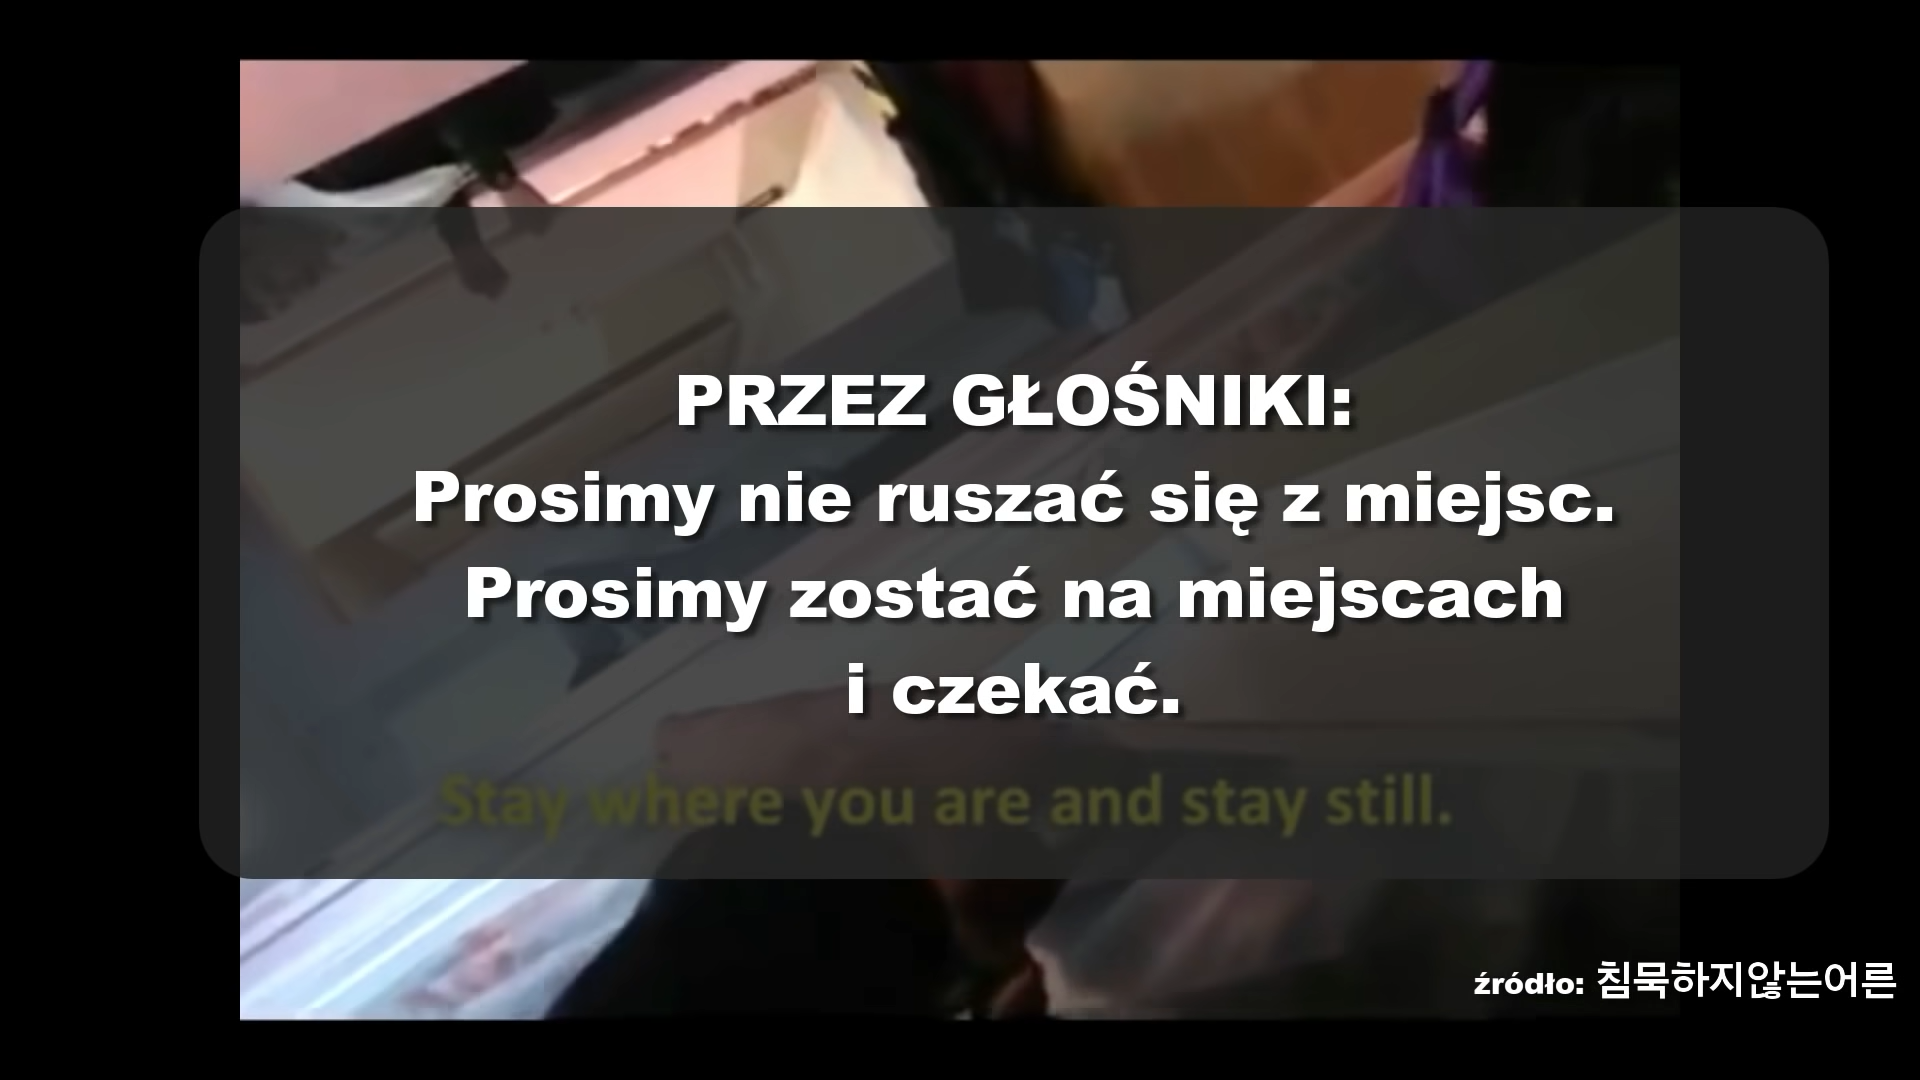 PRZEZ GŁOŚNIKI:
Prosimy nie ruszać się z miejsc.
Prosimy zostać na miejscach
i czekać.
Stay where you are and stay still.
źródło: 침묵하지않는어른